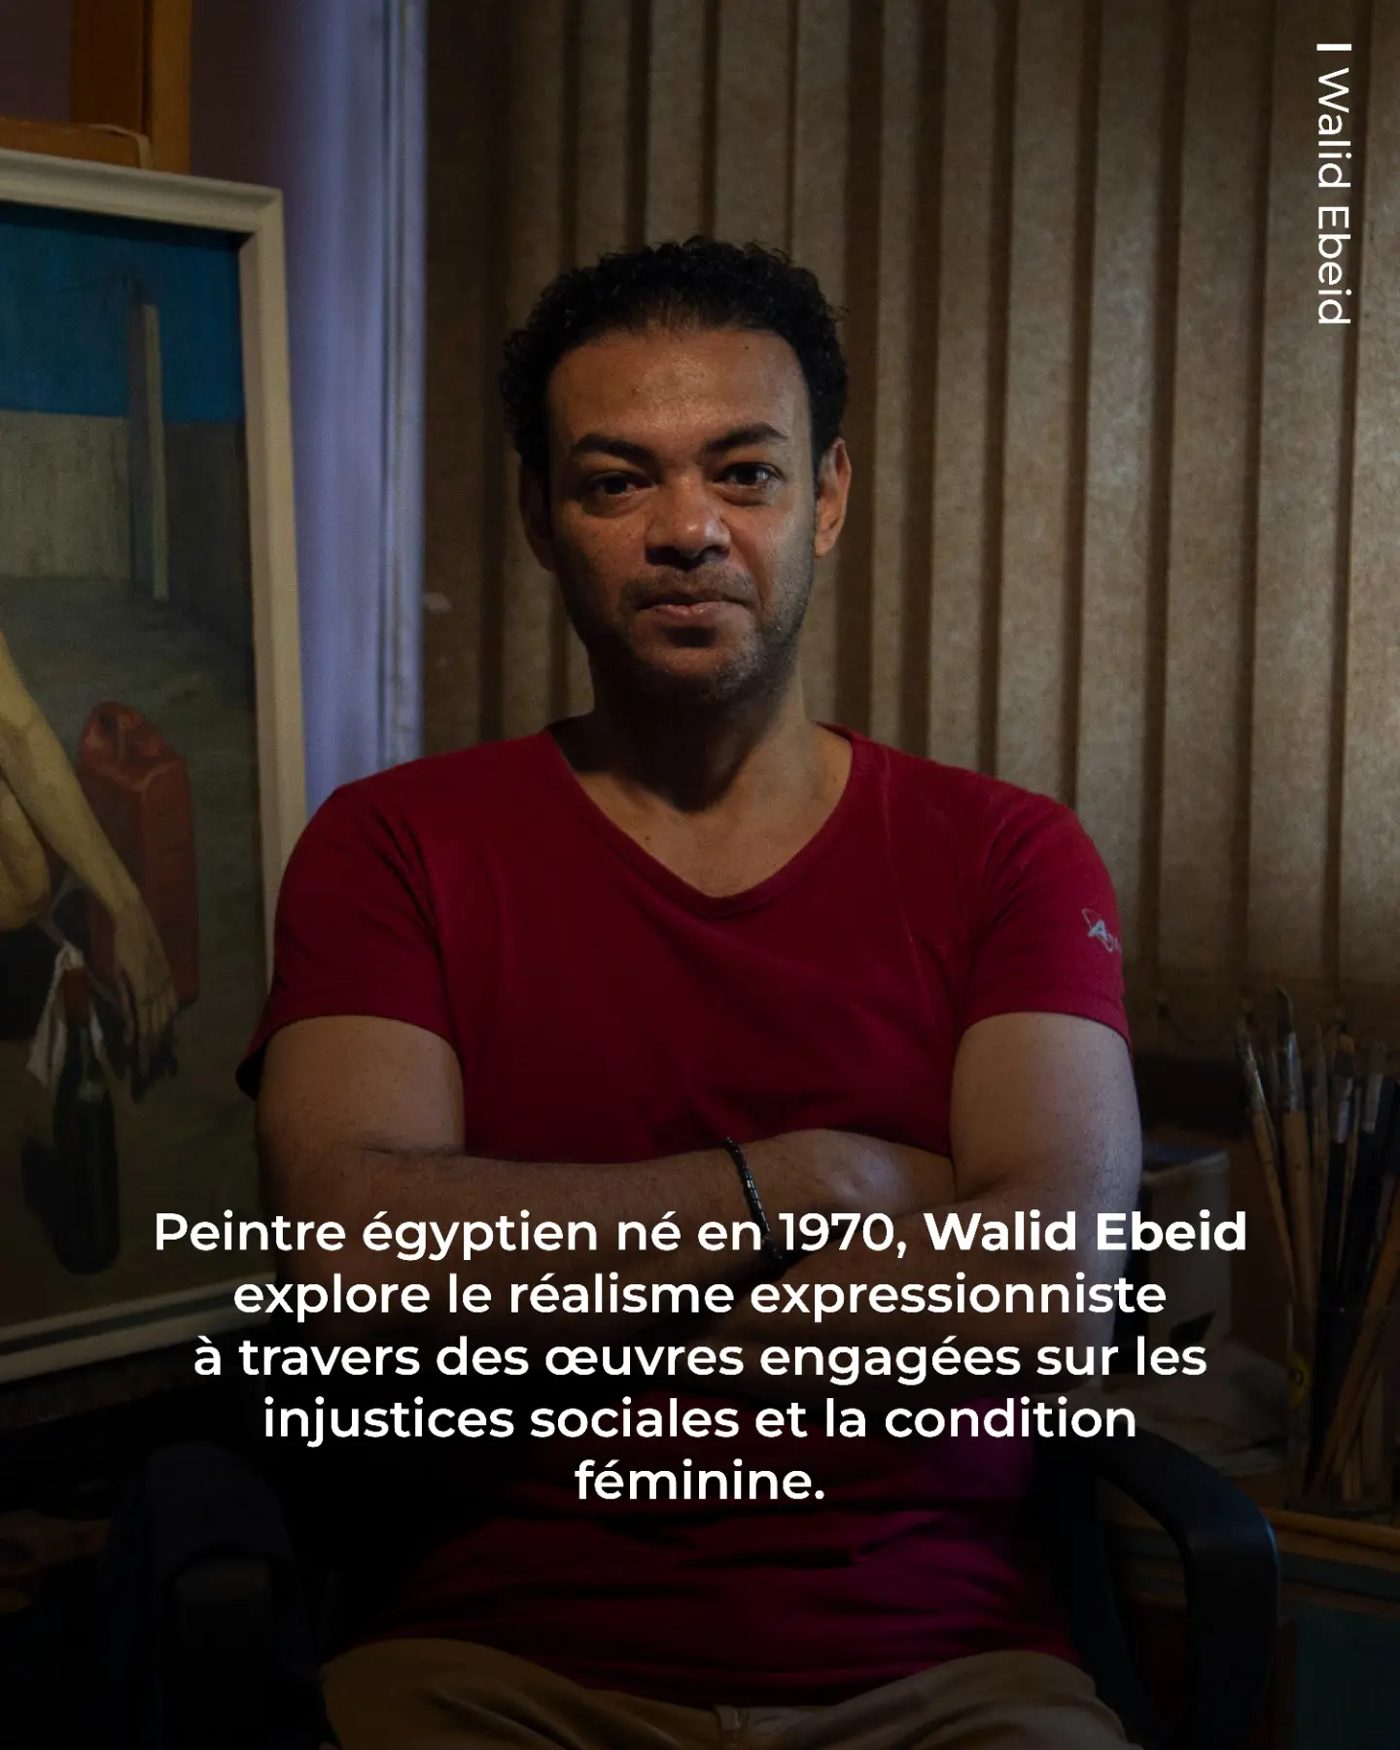 | Walid Ebeid
Peintre égyptien né en 1970, Walid Ebeid
explore le réalisme expressionniste
à travers des œuvres engagées sur les
injustices sociales et la condition
féminine.